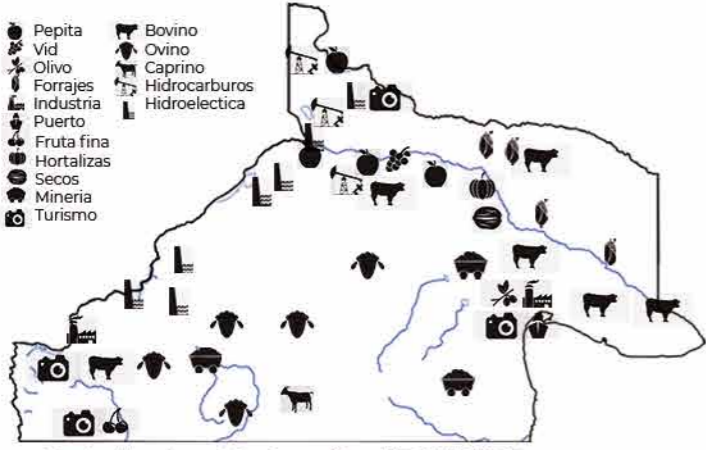 Pepita
Vid
Olivo
Forrajes
Industria
Puerto
Fruta fina
Hortalizas
Secos
Mineria
Turismo
Bovino
Ovino
Caprino
Hidrocarburos
Hidroelectica